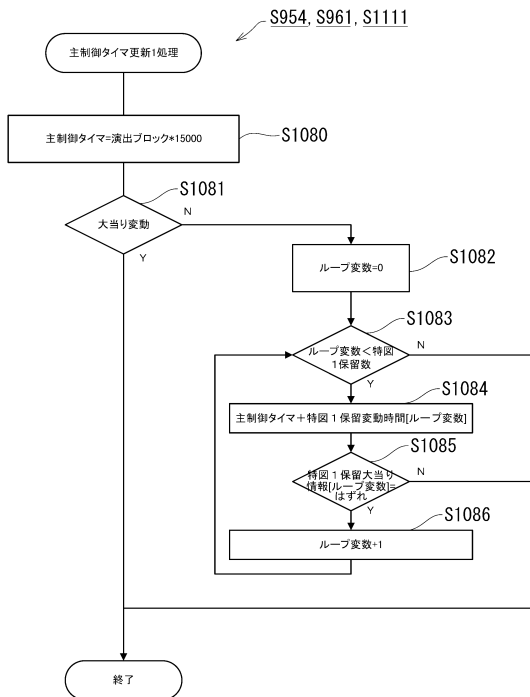 S954, S961, S1111
主制御タイマ更新1処理
主制御タイマ=演出ブロック*15000
S1080
S1081
大当り変動
N
Y
ループ変数=0
S1082
S1083
ループ変数<特図
1保留数
N
Y
S1084
主制御タイマ+特図1保留変動時間[ループ変数]
S1085
特図1保留大当り
情報[ループ変数]=
はずれ
N
Y
S1086
ループ変数+1
終了